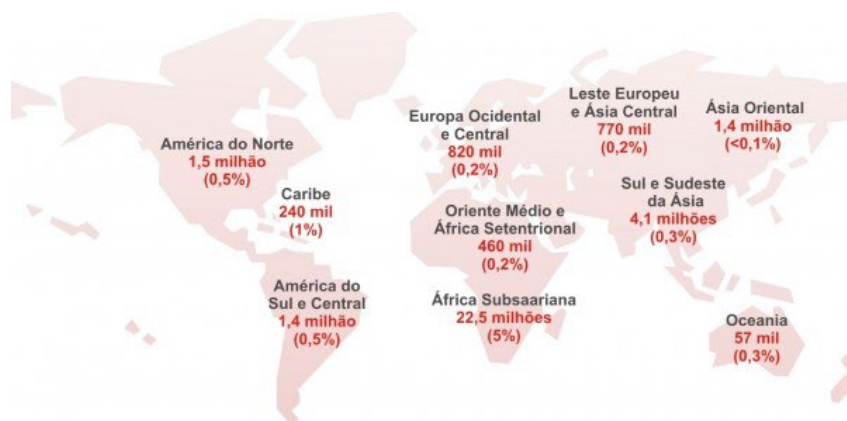 América do Norte
1,5 milhão
(0,5%)
Caribe
240 mil
(1%)
América do
Sul e Central
1,4 milhão
(0,5%)
Europa Ocidental
e Central
820 mil
(0,2%)
Oriente Médio e
África Setentrional
460 mil
(0,2%)
África Subsaariana
22,5 milhões
(5%)
Leste Europeu
e Ásia Central
770 mil
(0,2%)
Ásia Oriental
1,4 milhão
(<0,1%)
Sul e Sudeste
da Ásia
4,1 milhões
(0,3%)
Oceania
57 mil
(0,3%)